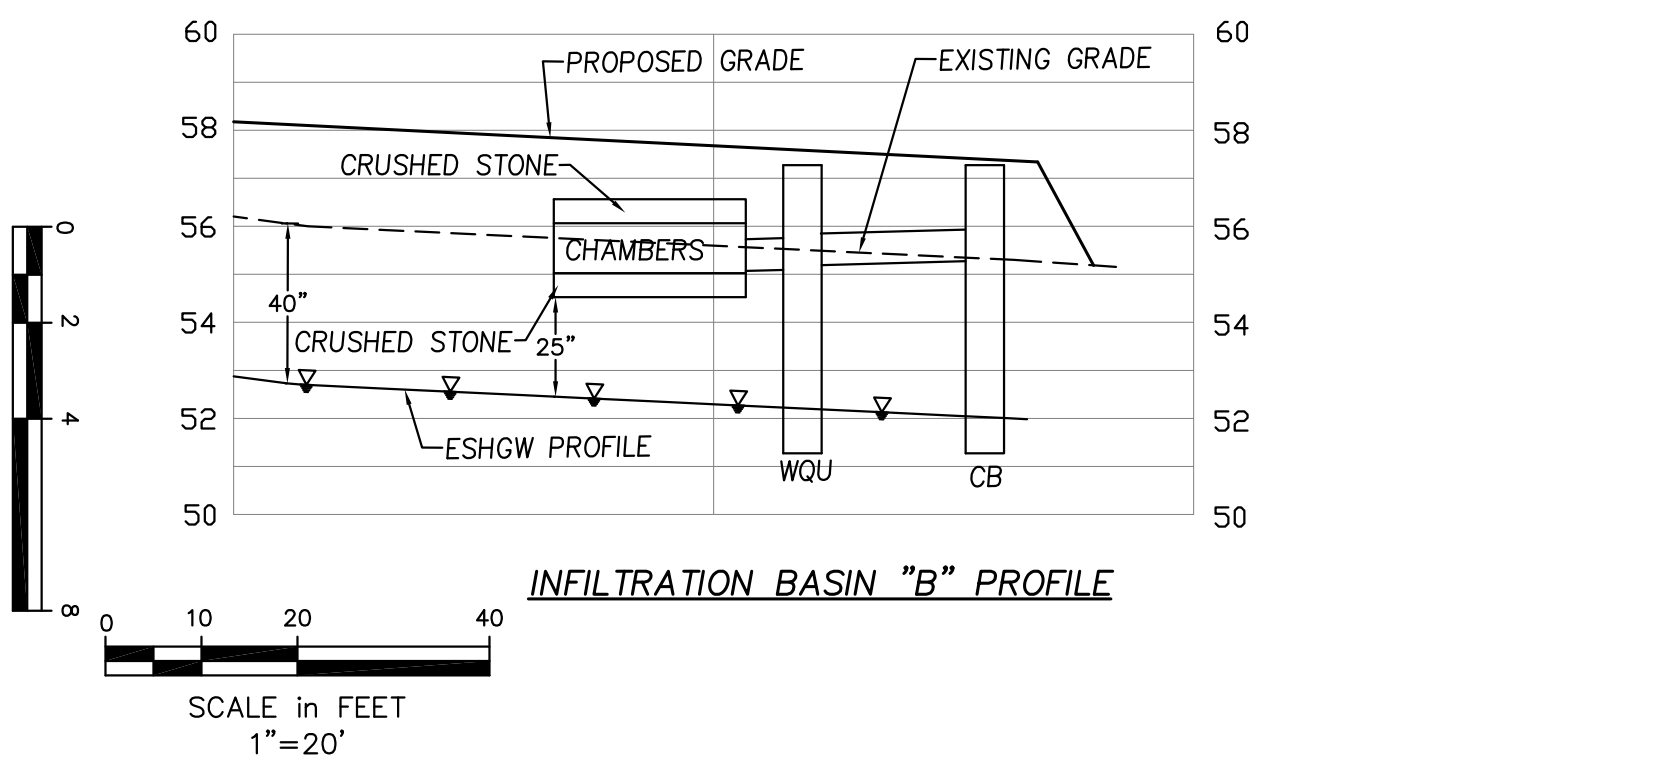 60
60
PROPOSED GRADE
EXISTING GRADE
58
58
CRUSHED STONE
56
56
CHAMBERS
40"
54
54
CRUSHED STONE
25"
52
52
ESHGW PROFILE
WQU
CB
50
50
0
2
4
8
INFILTRATION BASIN "B" PROFILE
0 10 20 40
SCALE in FEET
1"=20'